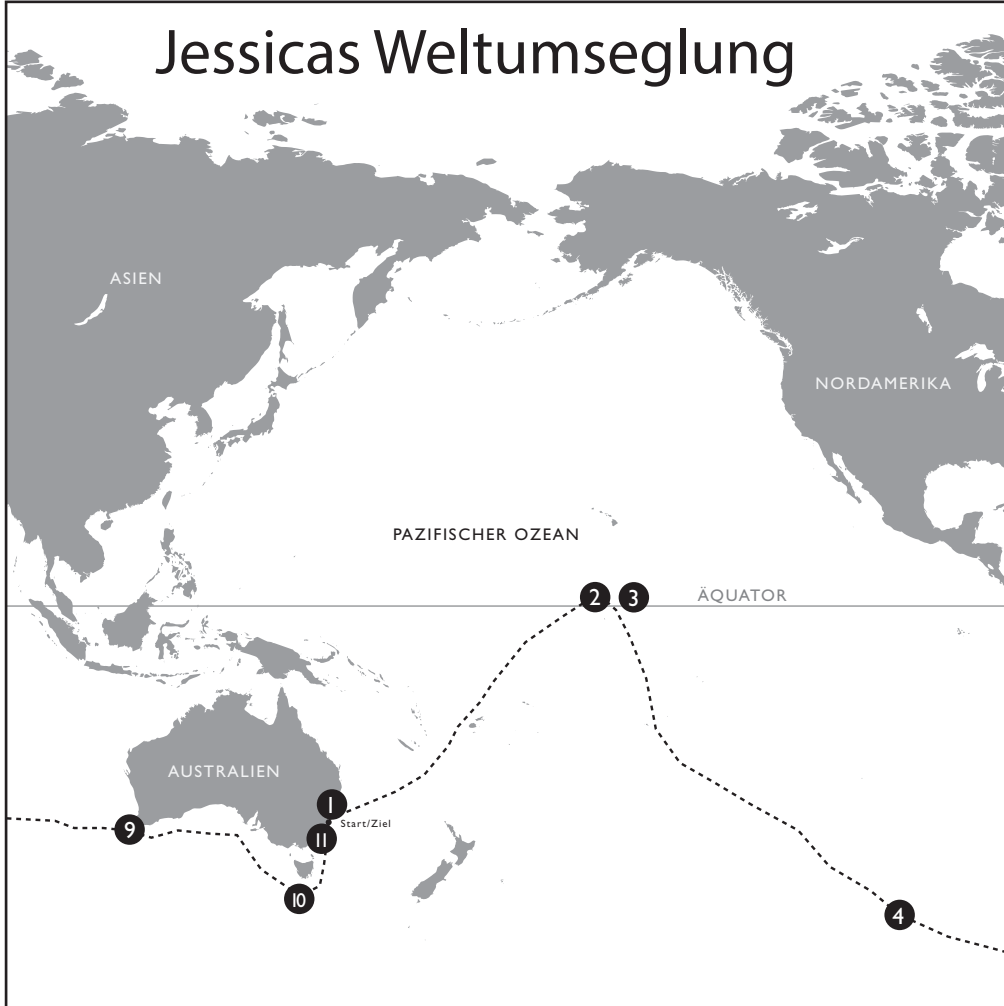 Jessicas Weltumseglung
ASIEN
NORDAMERIKA
PAZIFISCHER OZEAN
2
3
ÄQUATOR
AUSTRALIEN
1
Start/Ziel
9
11
10
4